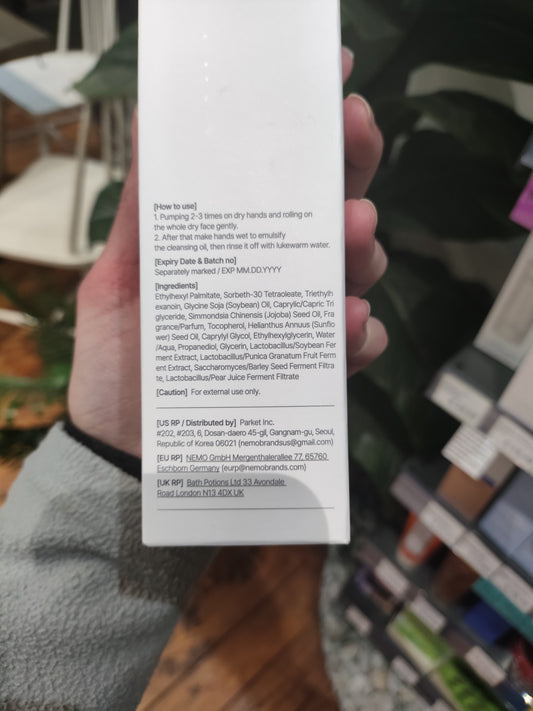 [How to use]
1. Pumping 2-3 times on dry hands and rolling on
the whole dry face gently.
2. After that make hands wet to emulsify
the cleansing oil, then rinse it off with lukewarm water.
[Expiry Date & Batch no]
Separately marked / EXP MM.DD.YYYY
[Ingredients]
Ethylhexyl Palmitate, Sorbeth-30 Tetraoleate, Triethylh
exanoin, Glycine Soja (Soybean) Oil, Caprylic/Capric Tri
glyceride, Simmondsia Chinensis (Jojoba) Seed Oil, Fra
grance/Parfum, Tocopherol, Helianthus Annuus (Sunflo
wer) Seed Oil, Caprylyl Glycol, Ethylhexylglycerin, Water
/Aqua, Propanediol, Glycerin, Lactobacillus/Soybean Fer
ment Extract, Lactobacillus/Punica Granatum Fruit Ferm
ent Extract, Saccharomyces/Barley Seed Ferment Filtra
te, Lactobacillus/Pear Juice Ferment Filtrate
[Caution] For external use only.
[US RP / Distributed by] Parket Inc.
#202, #203, 6, Dosan-daero 45-gil, Gangnam-gu, Seoul,
Republic of Korea 06021 (nemobrandsus@gmail.com)
[EU RP] NEMO GmbH Mergenthalerallee 77, 65760
Eschborn Germany (eurp@nemobrands.com)
[UK RP] Bath Potions Ltd 33 Avondale
Road London N13 4DX UK